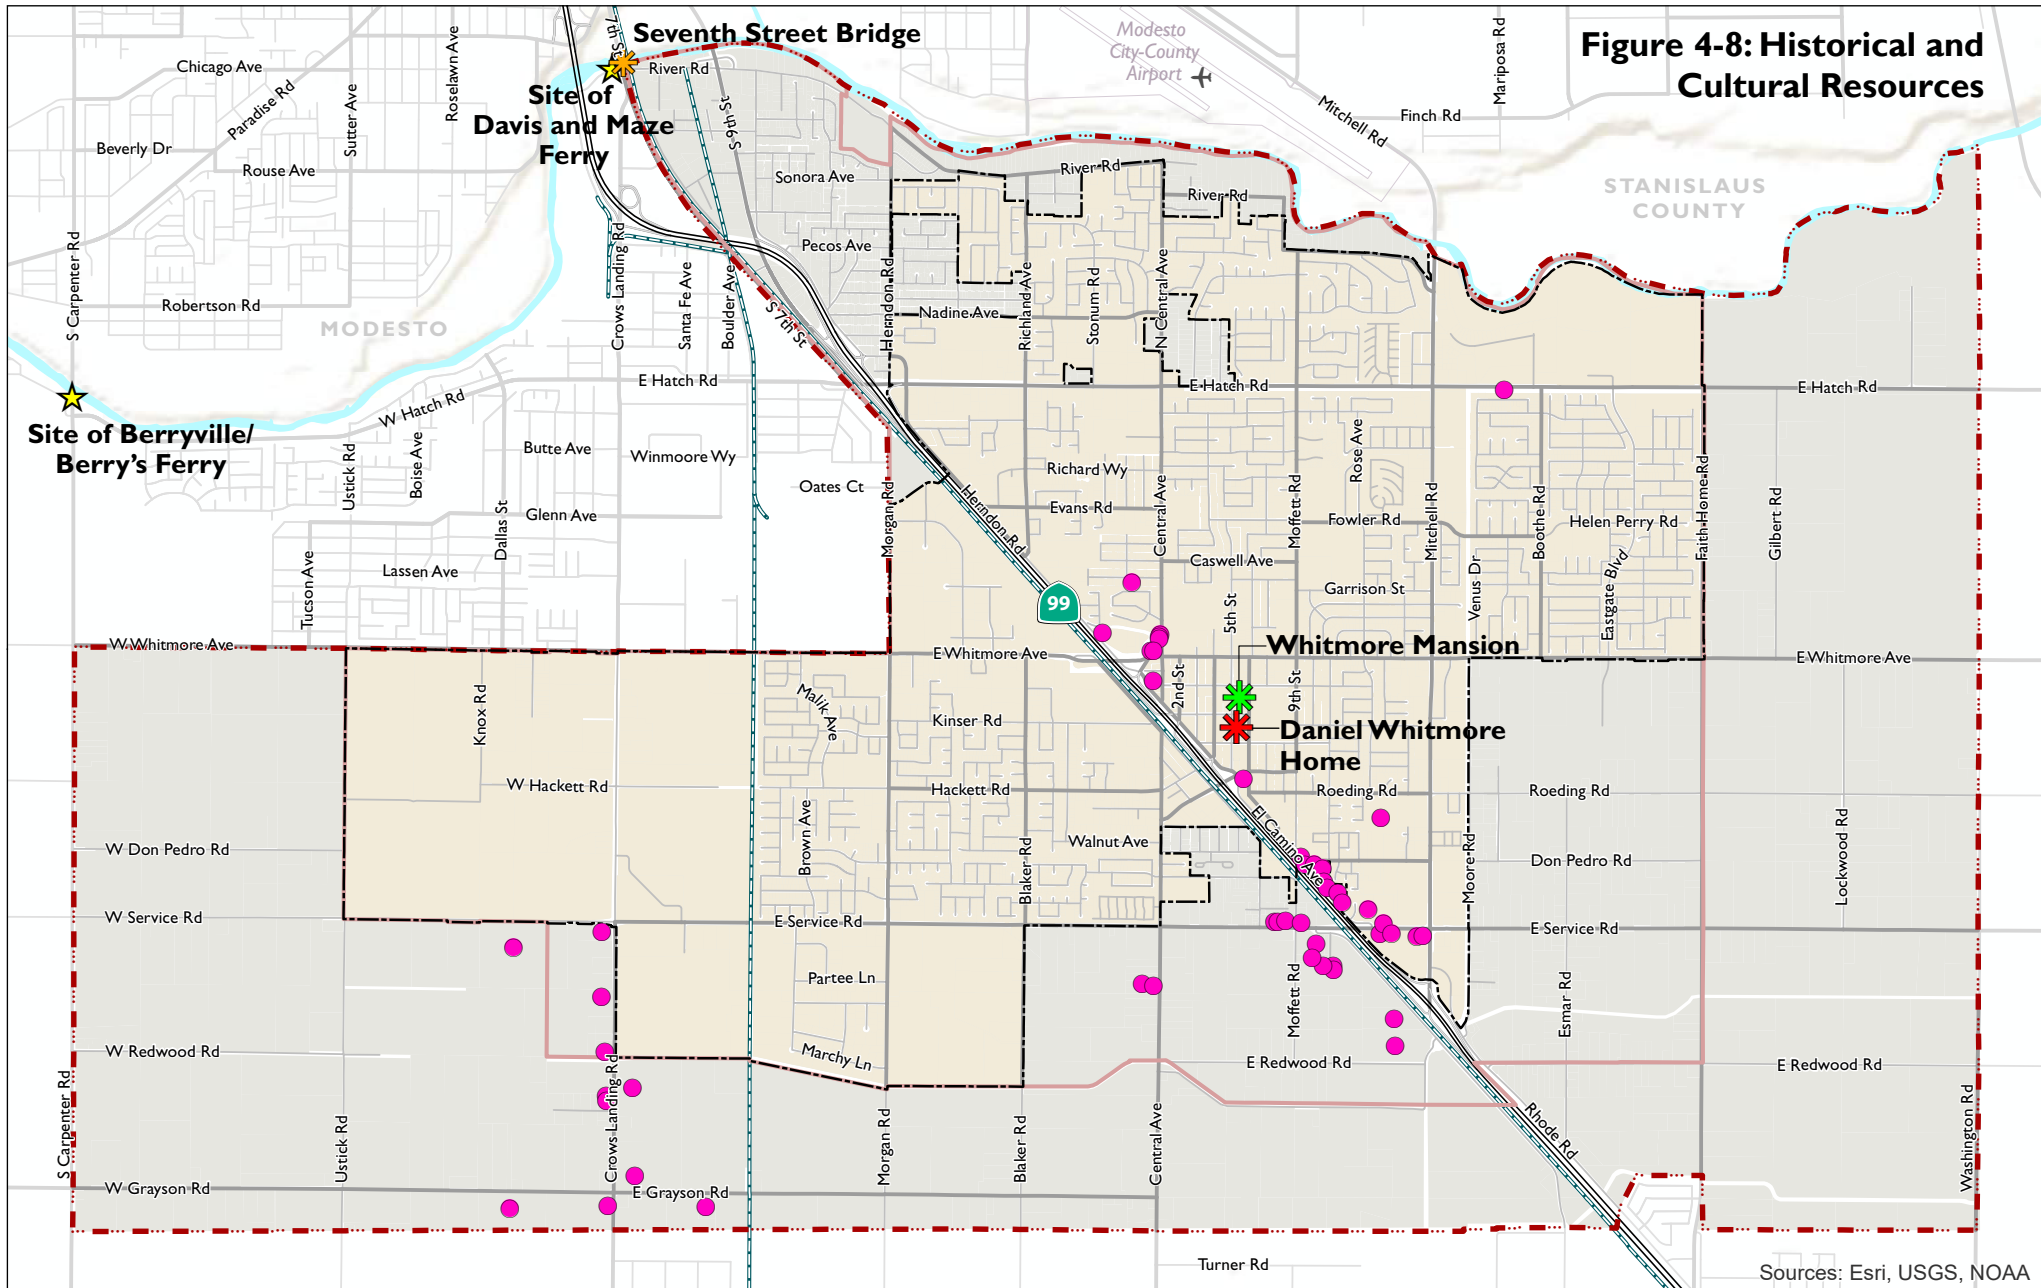 Figure 4-8: Historical and
Cultural Resources
Seventh Street Bridge
7th St
River Rd
Modesto
City-County
Airport
Mariposa Rd
Chicago Ave
Paradise Rd
Sutter Ave
Roselawn Ave
Site of
Davis and Maze
Ferry
S 9th St
Mitchell Rd
Finch Rd
Beverly Dr
Rouse Ave
Sonora Ave
River Rd
River Rd
STANISLAUS
COUNTY
S Carpenter Rd
Crows Landing Rd
Santa Fe Ave
Boulder Ave
Pecos Ave
Herndon Rd
Richland Ave
Stonum Rd
N Central Ave
Robertson Rd
MODESTO
S 7th St
Nadine Ave
E Hatch Rd
E Hatch Rd
E Hatch Rd
W Hatch Rd
Site of Berryville/
Berry's Ferry
Ustick Rd
Boise Ave
Butte Ave
Winmoore Wy
Oates Ct
Morgan Rd
Herndon Rd
Richard Wy
Evans Rd
Central Ave
Moffett Rd
Rose Ave
Fowler Rd
Mitchell Rd
Boothe Rd
Helen Perry Rd
Faith Home Rd
Gilbert Rd
Dallas St
Glenn Ave
Tucson Ave
Lassen Ave
Caswell Ave
Garrison St
Venus Dr
Eastgate Blvd
99
5th St
W Whitmore Ave
E Whitmore Ave
Whitmore Mansion
E Whitmore Ave
Knox Rd
Malik Ave
Kinser Rd
2nd St
9th St
Daniel Whitmore
Home
W Hackett Rd
Hackett Rd
Roeding Rd
Roeding Rd
Brown Ave
Blaker Rd
Walnut Ave
El Camino Ave
Moore Rd
Lockwood Rd
W Don Pedro Rd
Don Pedro Rd
W Service Rd
E Service Rd
E Service Rd
Partee Ln
Moffett Rd
Esmar Rd
W Redwood Rd
Marchy Ln
E Redwood Rd
E Redwood Rd
S Carpenter Rd
Ustick Rd
Crows Landing Rd
Morgan Rd
Blaker Rd
Central Ave
Rhode Rd
Washington Rd
W Grayson Rd
E Grayson Rd
Turner Rd
Sources: Esri, USGS, NOAA